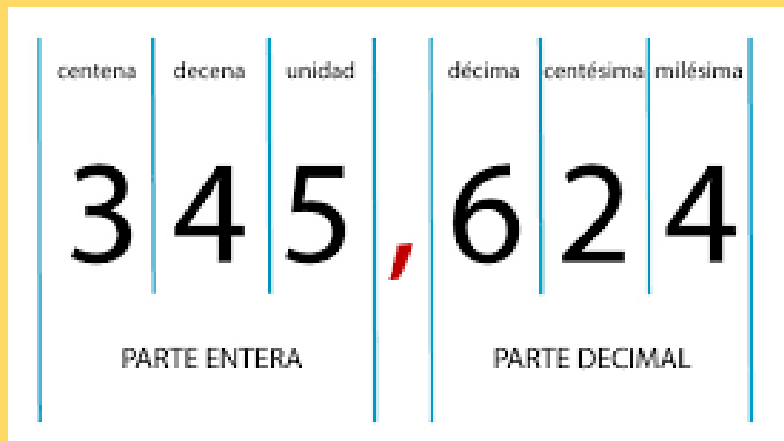 centena decena unidad décima centésima milésima
345,624
PARTE ENTERA PARTE DECIMAL